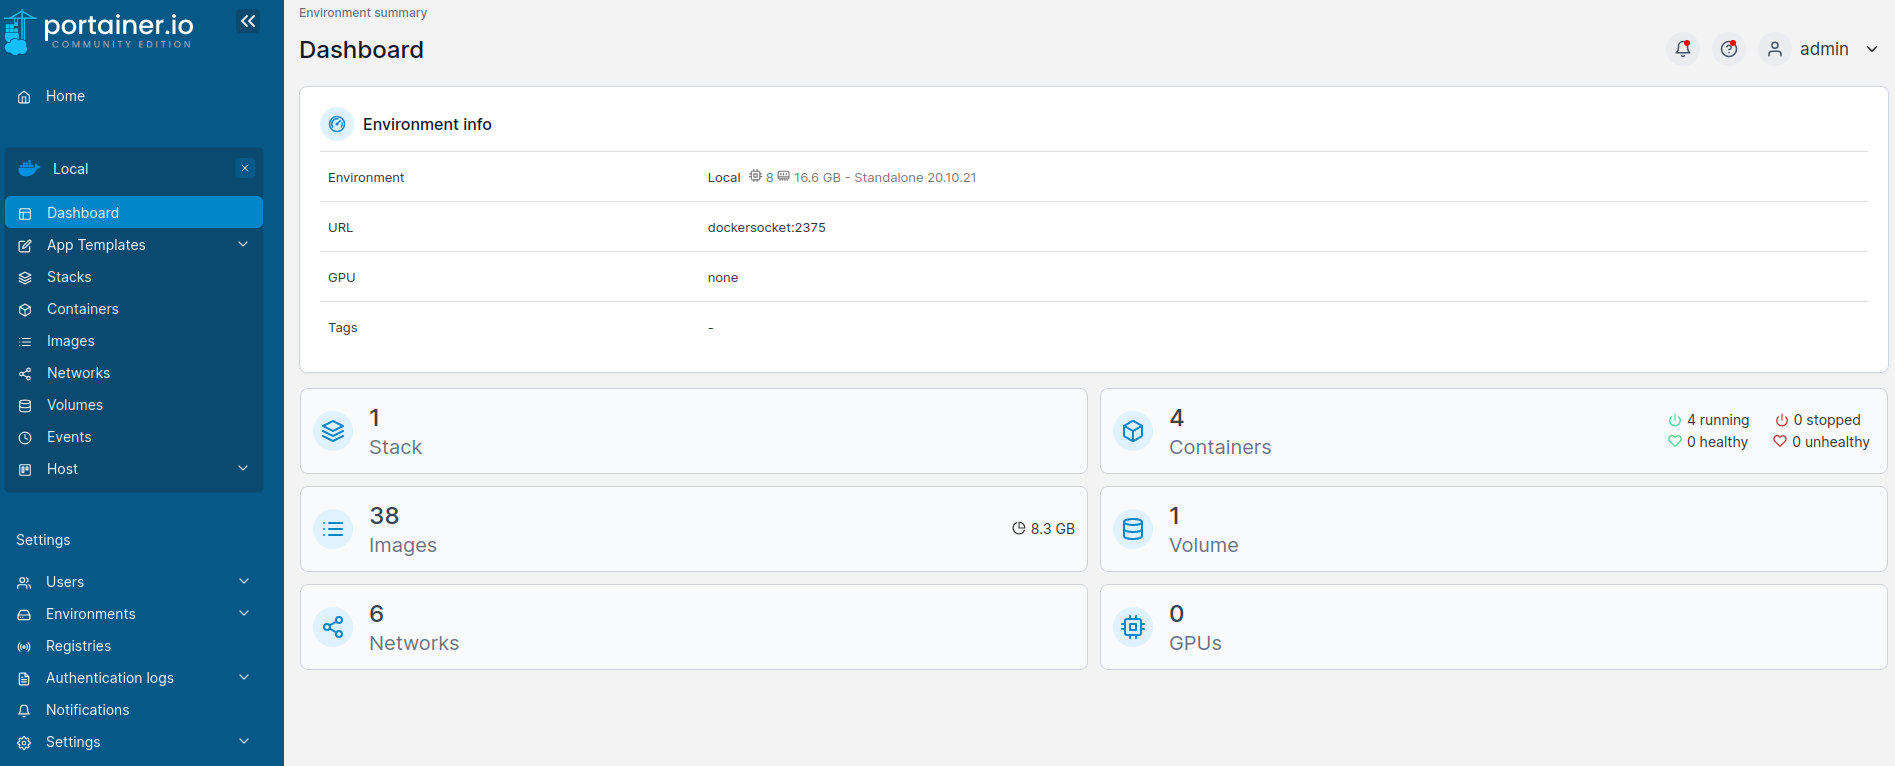 portainer.io
COMMUNITY EDITION
Home
Local
Dashboard
App Templates
Stacks
Containers
Images
Networks
Volumes
Events
Host
Settings
Users
Environments
Registries
Authentication logs
Notifications
Settings
Environment summary
Dashboard
admin
Environment info
Environment Local 8 16.6 GB - Standalone 20.10.21
URL dockersocket:2375
GPU none
Tags -
1
Stack
4
Containers
4 running 0 stopped
0 healthy 0 unhealthy
38
Images
8.3 GB
1
Volume
6
Networks
0
GPUs